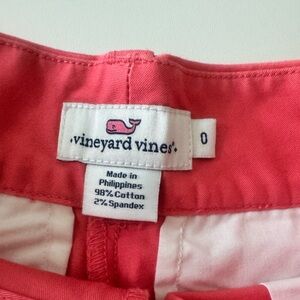 ·vineyard vines®.
0
Made in
Philippines
98% Cotton
2% Spandex